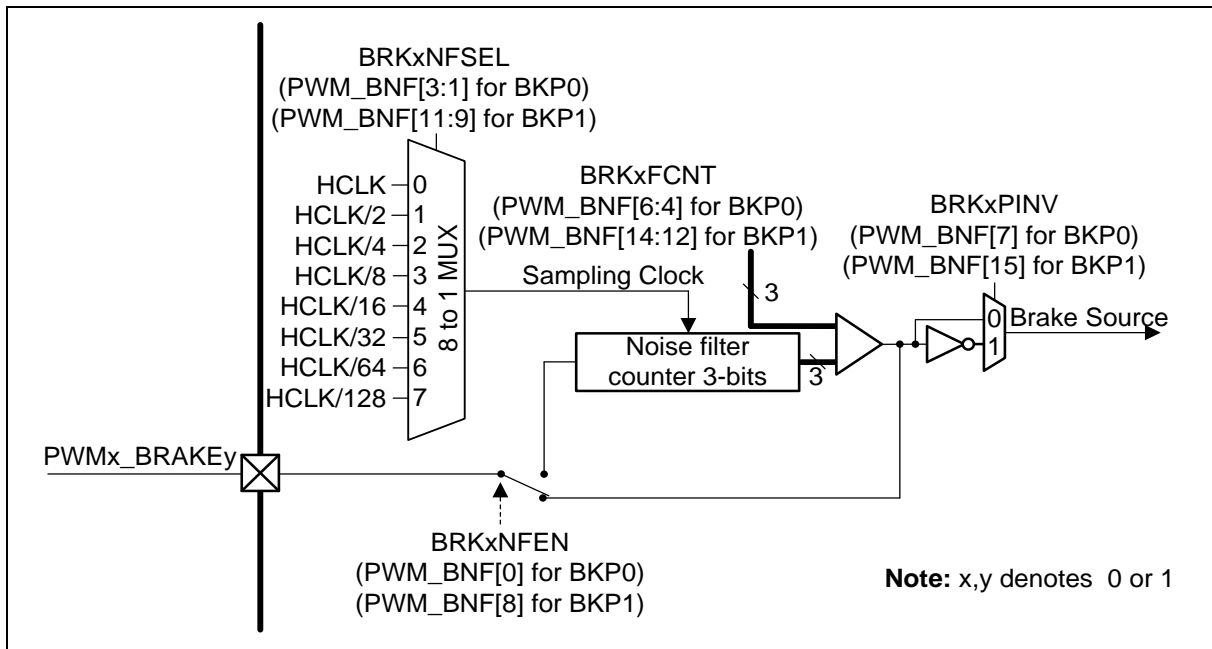 BRKxNFSEL
(PWM_BNF[3:1] for BKP0)
(PWM_BNF[11:9] for BKP1)
HCLK 0
HCLK/2 1
HCLK/4 2
HCLK/8 3
HCLK/16 4
HCLK/32 5
HCLK/64 6
HCLK/128 7
8 to 1 MUX
BRKxFCNT
(PWM_BNF[6:4] for BKP0)
(PWM_BNF[14:12] for BKP1)
Sampling Clock
3
Noise filter
counter 3-bits
3
BRKxPINV
(PWM_BNF[7] for BKP0)
(PWM_BNF[15] for BKP1)
0
1
Brake Source
PWMx_BRAKEy
BRKxNFEN
(PWM_BNF[0] for BKP0)
(PWM_BNF[8] for BKP1)
Note: x,y denotes 0 or 1